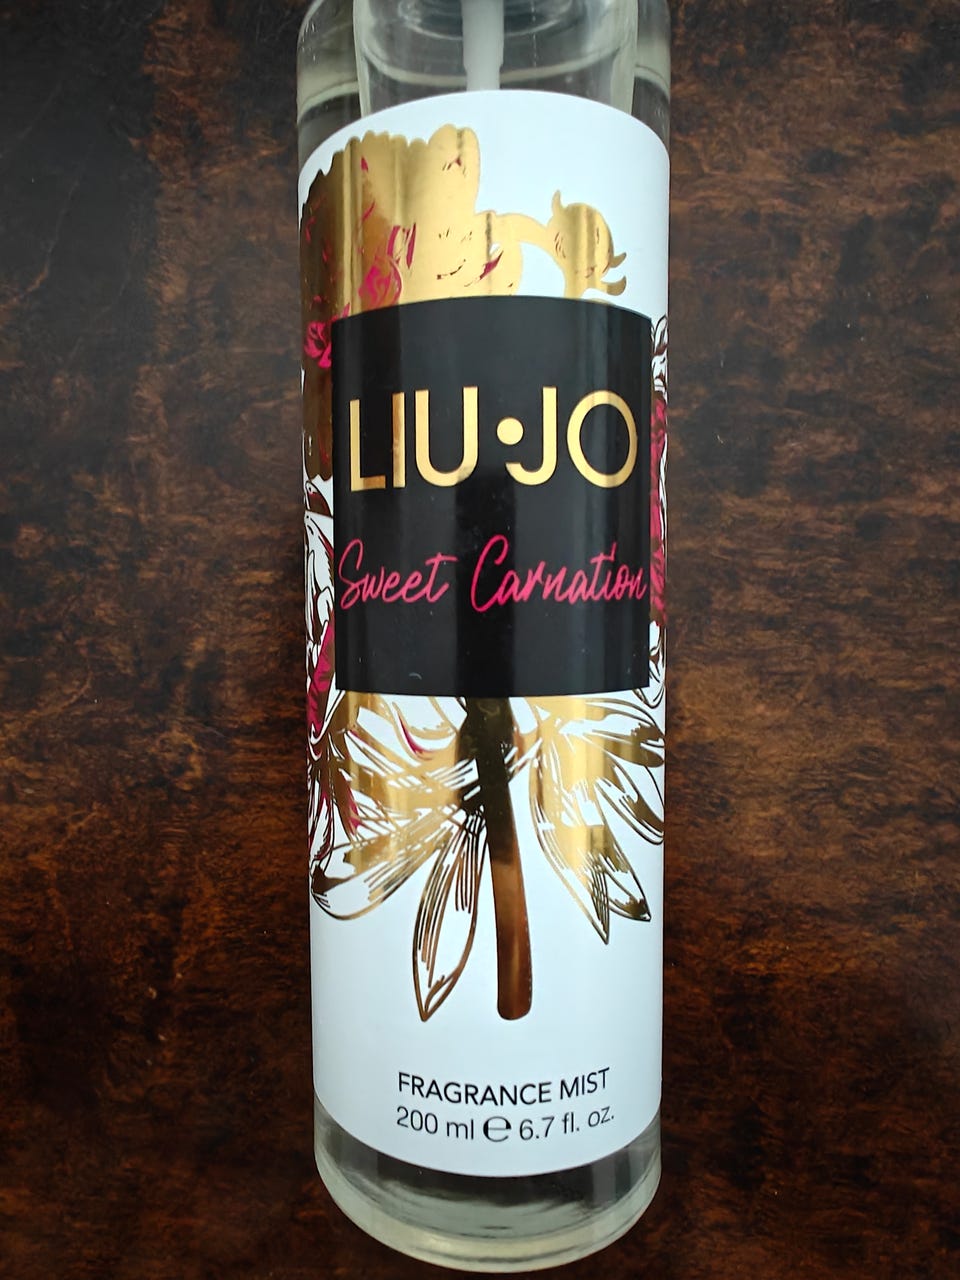 LIU•JO
Sweet Carnation
FRAGRANCE MIST
200 ml ℮ 6.7 fl. oz.